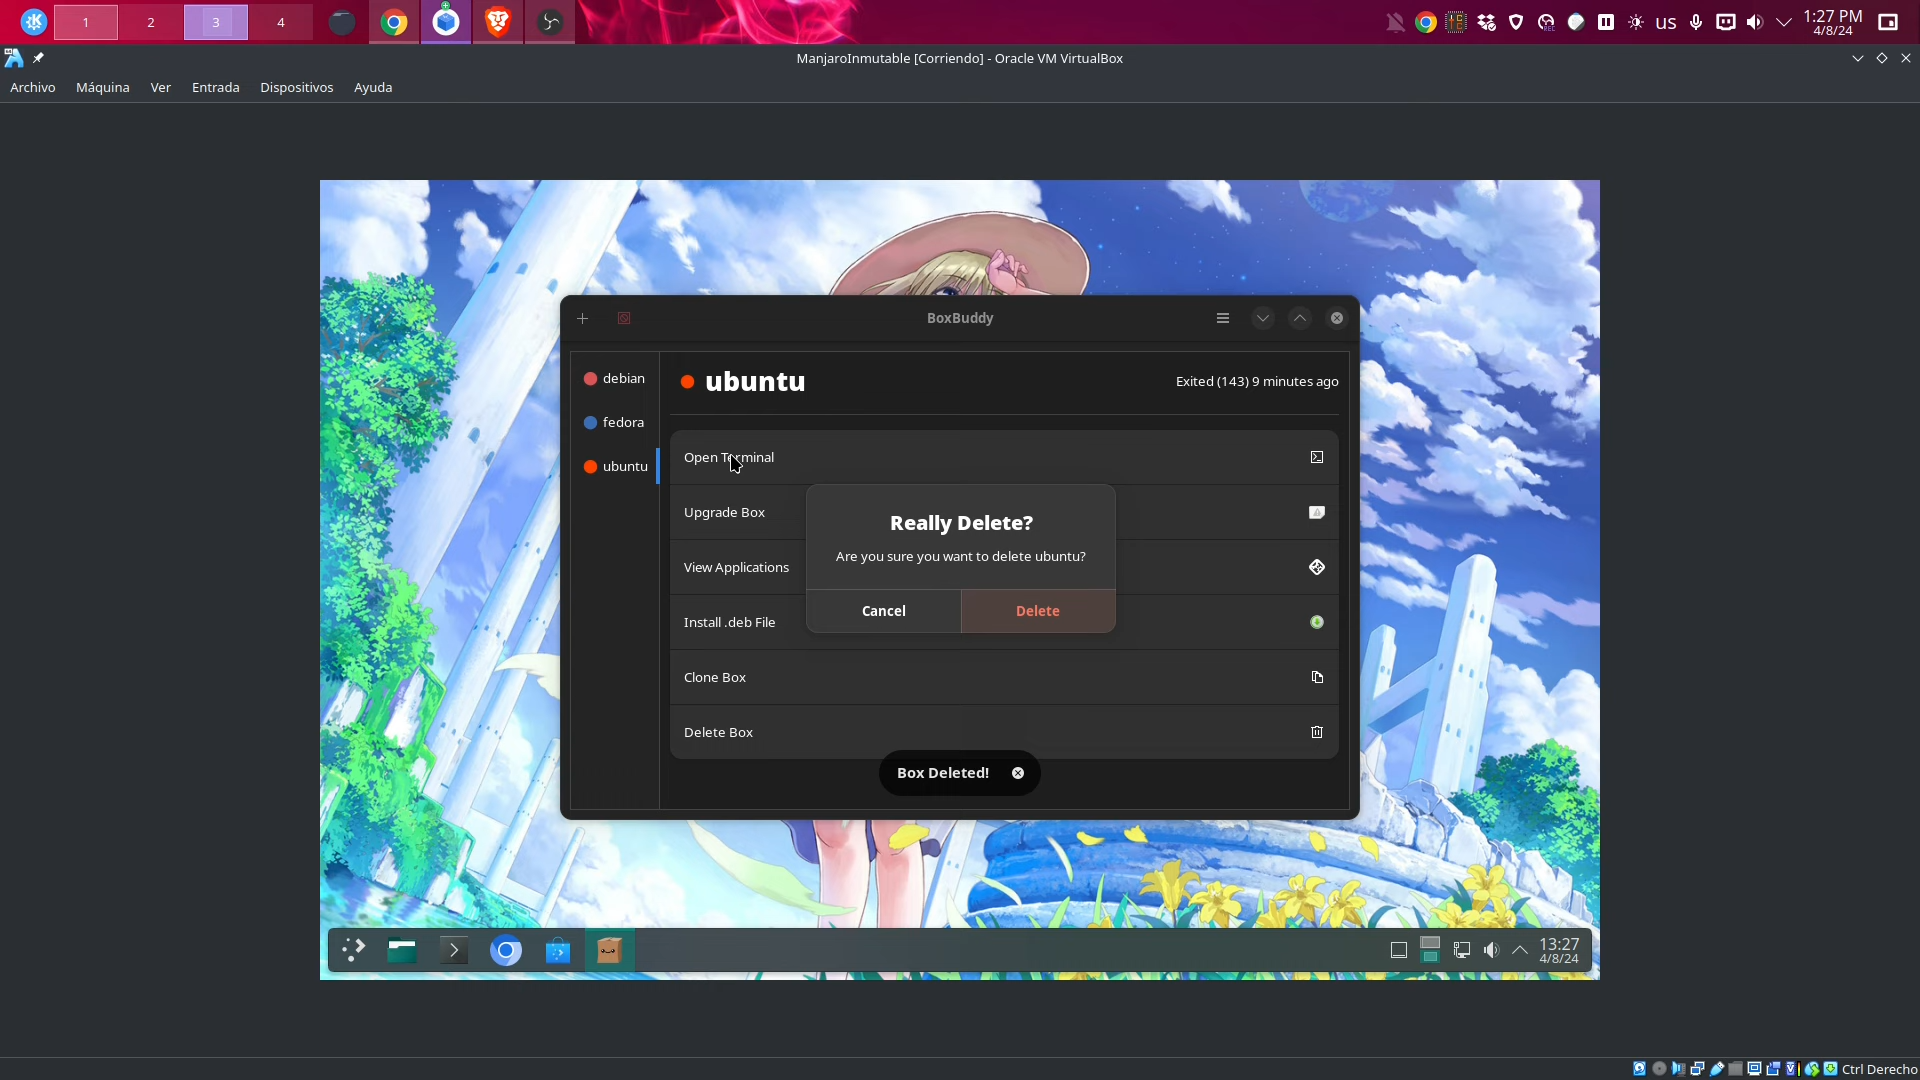 1 2 3 4 us 1:27 PM
4/8/24
ManjaroInmutable [Corriendo] - Oracle VM VirtualBox
Archivo Máquina Ver Entrada Dispositivos Ayuda
BoxBuddy
debian
fedora
ubuntu
ubuntu Exited (143) 9 minutes ago
Open Terminal
Upgrade Box
View Applications
Install .deb File
Clone Box
Delete Box
Really Delete?
Are you sure you want to delete ubuntu?
Cancel Delete
Box Deleted!
13:27
4/8/24
Ctrl Derecho